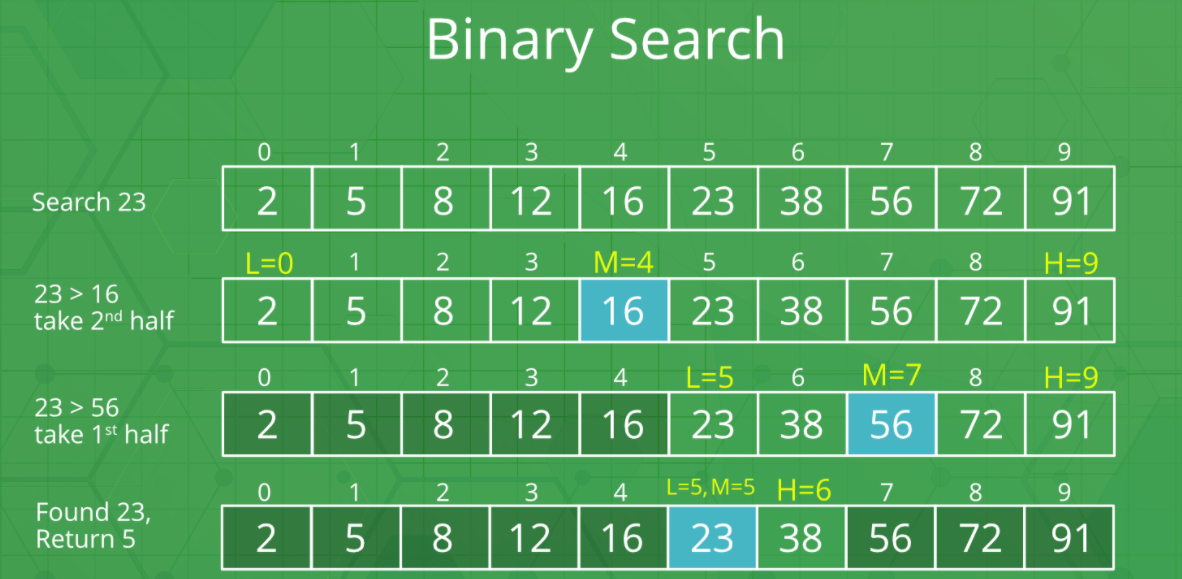 Binary Search
0 1 2 3 4 5 6 7 8 9
Search 23
2 5 8 12 16 23 38 56 72 91
L=0 1 2 3 M=4 5 6 7 8 H=9
23 > 16
take 2nd half
2 5 8 12 16 23 38 56 72 91
0 1 2 3 4 L=5 6 M=7 8 H=9
23 > 56
take 1st half
2 5 8 12 16 23 38 56 72 91
0 1 2 3 4 L=5, M=5 H=6 7 8 9
Found 23,
Return 5
2 5 8 12 16 23 38 56 72 91